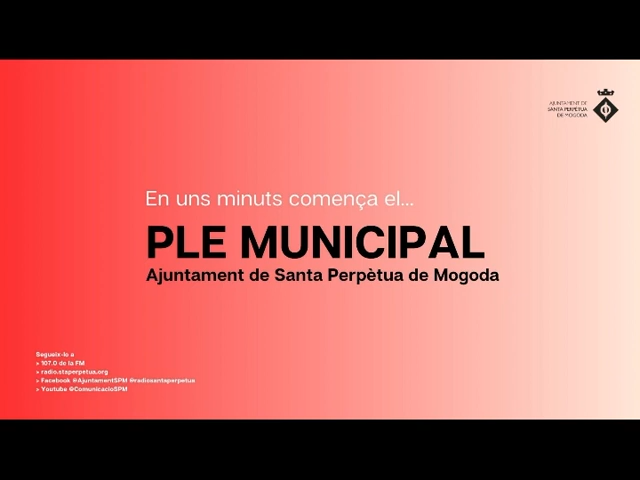 AJUNTAMENT DE
SANTA PERPÈTUA
DE MOGODA
En uns minuts comença el...
PLE MUNICIPAL
Ajuntament de Santa Perpètua de Mogoda
Segueix-lo a
» 107.0 de la FM
» radio.staperpetua.org
» Facebook @AjuntamentSPM @radiosantaperpetua
» Youtube @ComunicacioSPM